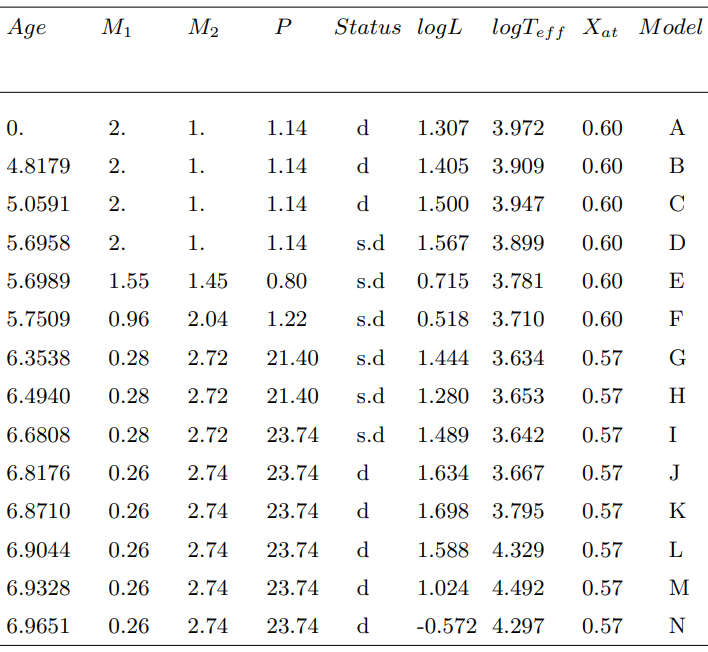 Age M1 M2 P Status logL logTeff Xat Model
0. 2. 1. 1.14 d 1.307 3.972 0.60 A
4.8179 2. 1. 1.14 d 1.405 3.909 0.60 B
5.0591 2. 1. 1.14 d 1.500 3.947 0.60 C
5.6958 2. 1. 1.14 s.d 1.567 3.899 0.60 D
5.6989 1.55 1.45 0.80 s.d 0.715 3.781 0.60 E
5.7509 0.96 2.04 1.22 s.d 0.518 3.710 0.60 F
6.3538 0.28 2.72 21.40 s.d 1.444 3.634 0.57 G
6.4940 0.28 2.72 21.40 s.d 1.280 3.653 0.57 H
6.6808 0.28 2.72 23.74 s.d 1.489 3.642 0.57 I
6.8176 0.26 2.74 23.74 d 1.634 3.667 0.57 J
6.8710 0.26 2.74 23.74 d 1.698 3.795 0.57 K
6.9044 0.26 2.74 23.74 d 1.588 4.329 0.57 L
6.9328 0.26 2.74 23.74 d 1.024 4.492 0.57 M
6.9651 0.26 2.74 23.74 d -0.572 4.297 0.57 N